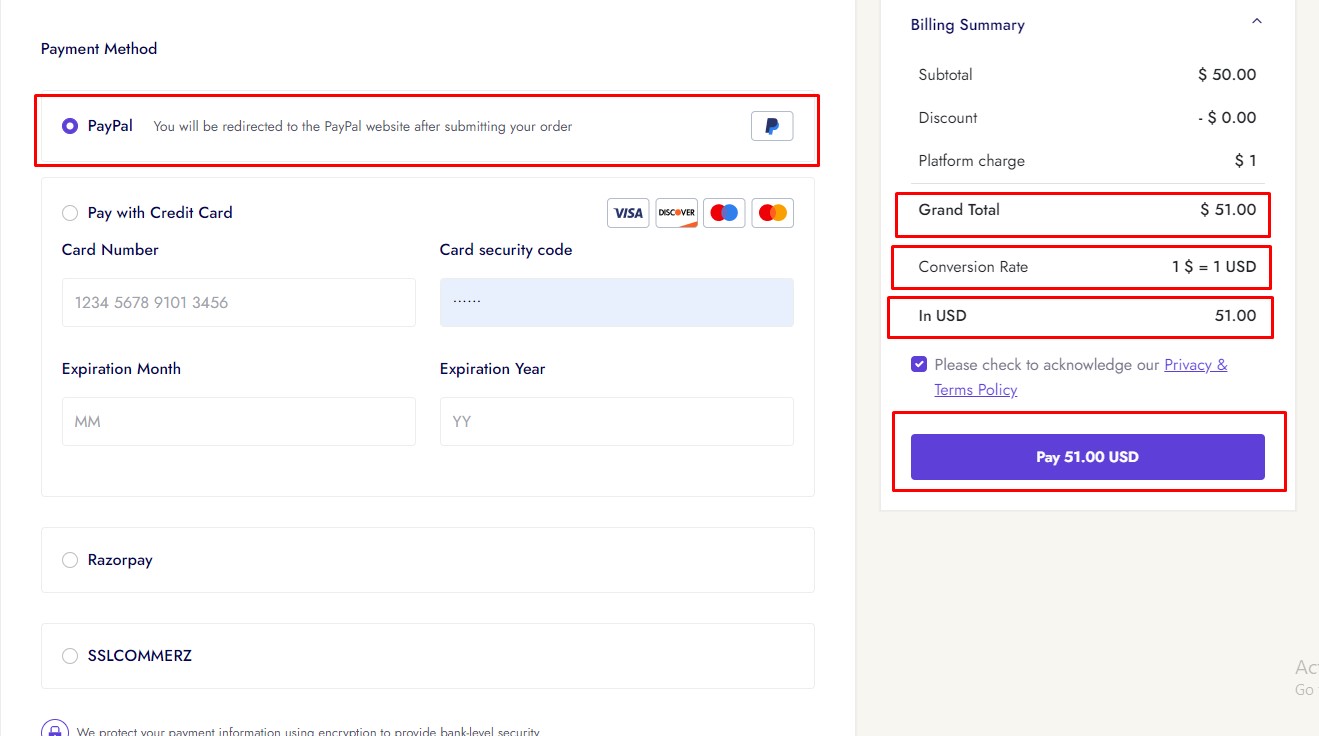 Payment Method
PayPal You will be redirected to the PayPal website after submitting your order
Pay with Credit Card VISA DISCOVER
Card Number Card security code
1234 5678 9101 3456 ······
Expiration Month Expiration Year
MM YY
Razorpay
SSLCOMMERZ
We protect your payment information using encryption to provide bank-level security.
Billing Summary
Subtotal $ 50.00
Discount - $ 0.00
Platform charge $ 1
Grand Total $ 51.00
Conversion Rate 1 $ = 1 USD
In USD 51.00
Please check to acknowledge our Privacy &
Terms Policy
Pay 51.00 USD
Go